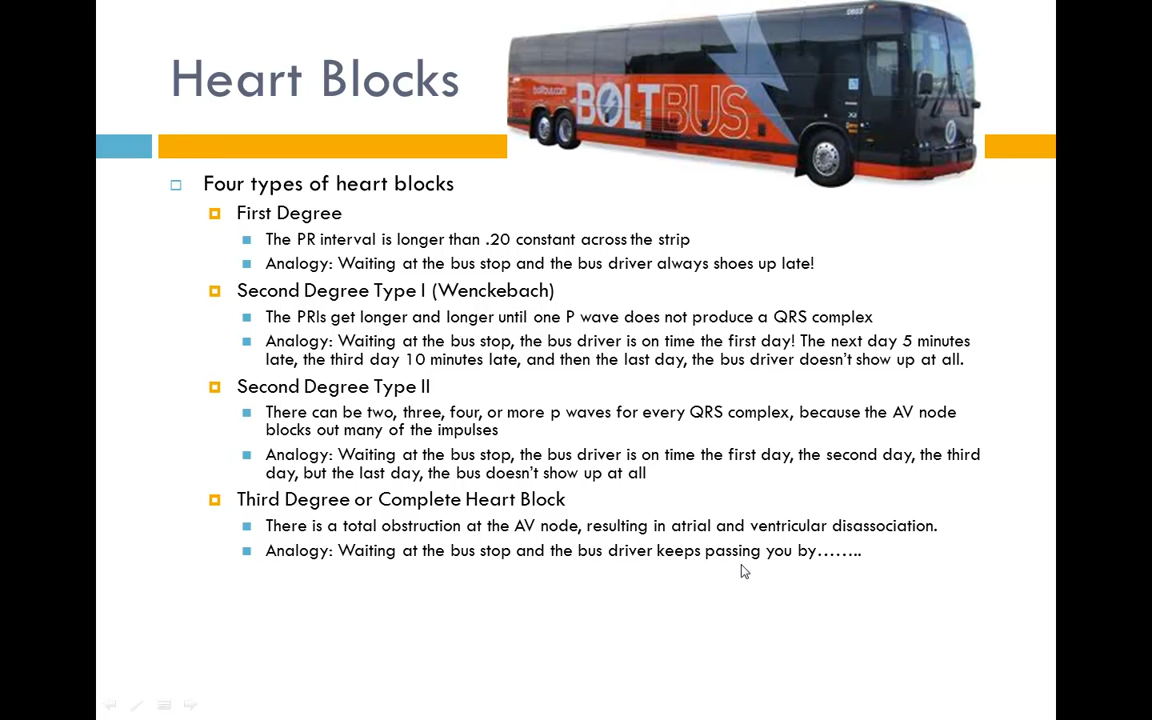 Heart Blocks
0803
boltbus.com
BOLTBUS
Four types of heart blocks
First Degree
The PR interval is longer than .20 constant across the strip
Analogy: Waiting at the bus stop and the bus driver always shoes up late!
Second Degree Type I (Wenckebach)
The PRIs get longer and longer until one P wave does not produce a QRS complex
Analogy: Waiting at the bus stop, the bus driver is on time the first day! The next day 5 minutes
late, the third day 10 minutes late, and then the last day, the bus driver doesn't show up at all.
Second Degree Type II
There can be two, three, four, or more p waves for every QRS complex, because the AV node
blocks out many of the impulses
Analogy: Waiting at the bus stop, the bus driver is on time the first day, the second day, the third
day, but the last day, the bus doesn't show up at all
Third Degree or Complete Heart Block
There is a total obstruction at the AV node, resulting in atrial and ventricular disassociation.
Analogy: Waiting at the bus stop and the bus driver keeps passing you by........